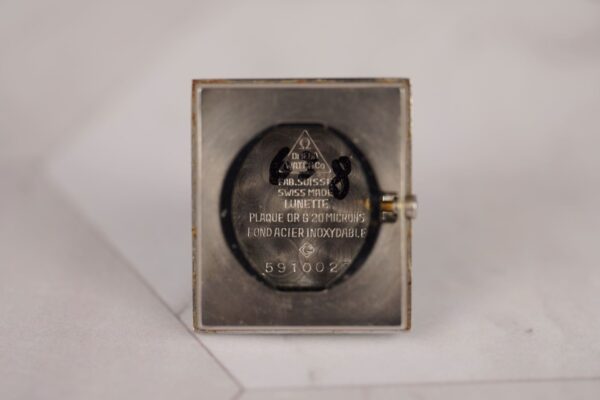 Ω
OMEGA
WATCH Co
FAB. SUISSE
SWISS MADE
LUNETTE
PLAQUE OR G 20 MICRONS
FOND ACIER INOXYDABLE
591002